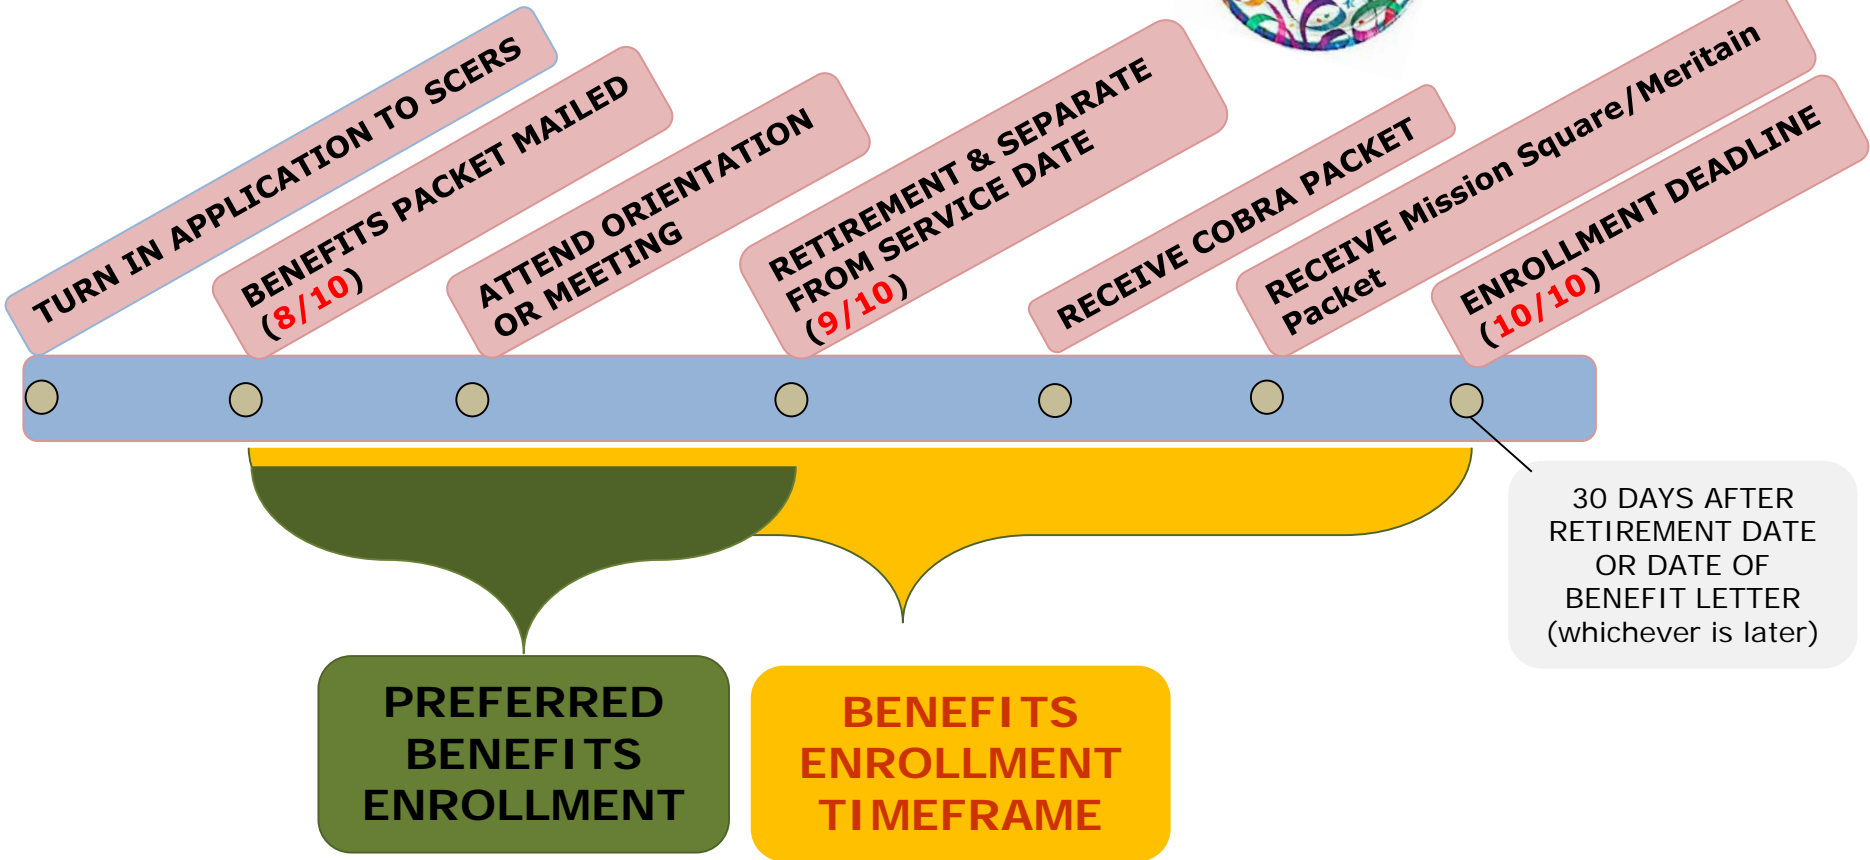 TURN IN APPLICATION TO SCERS
BENEFITS PACKET MAILED
(8/10)
ATTEND ORIENTATION
OR MEETING
RETIREMENT & SEPARATE
FROM SERVICE DATE
(9/10)
RECEIVE COBRA PACKET
RECEIVE Mission Square/Meritain
Packet
ENROLLMENT DEADLINE
(10/10)
30 DAYS AFTER
RETIREMENT DATE
OR DATE OF
BENEFIT LETTER
(whichever is later)
PREFERRED
BENEFITS
ENROLLMENT
BENEFITS
ENROLLMENT
TIMEFRAME